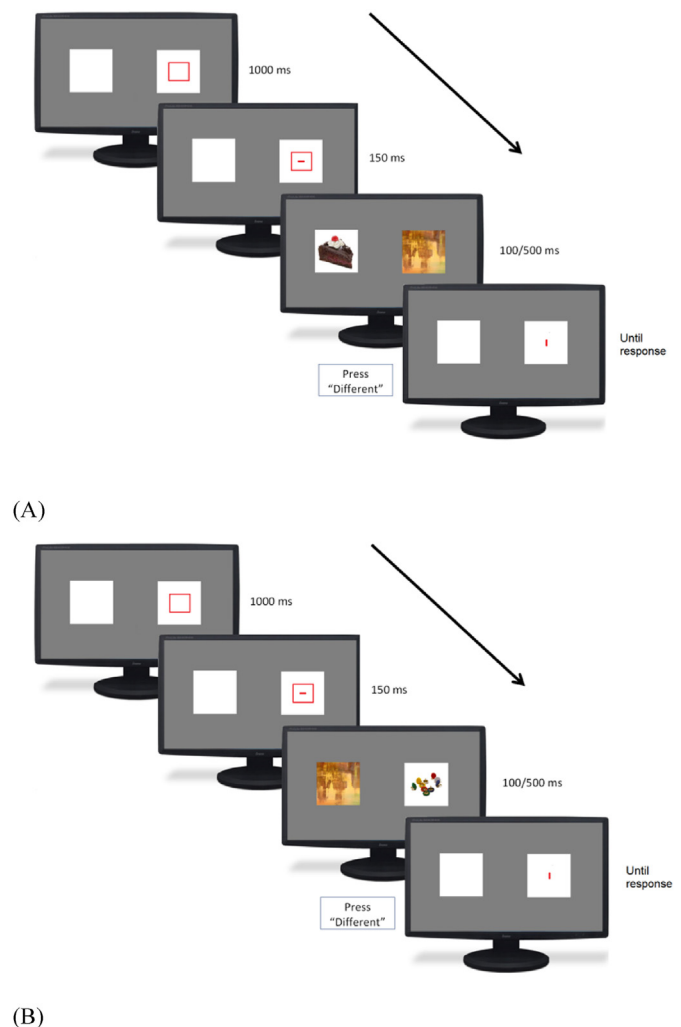 1000 ms
150 ms
100/500 ms
Until
response
Press
“Different”
(A)
1000 ms
150 ms
100/500 ms
Until
response
Press
“Different”
(B)